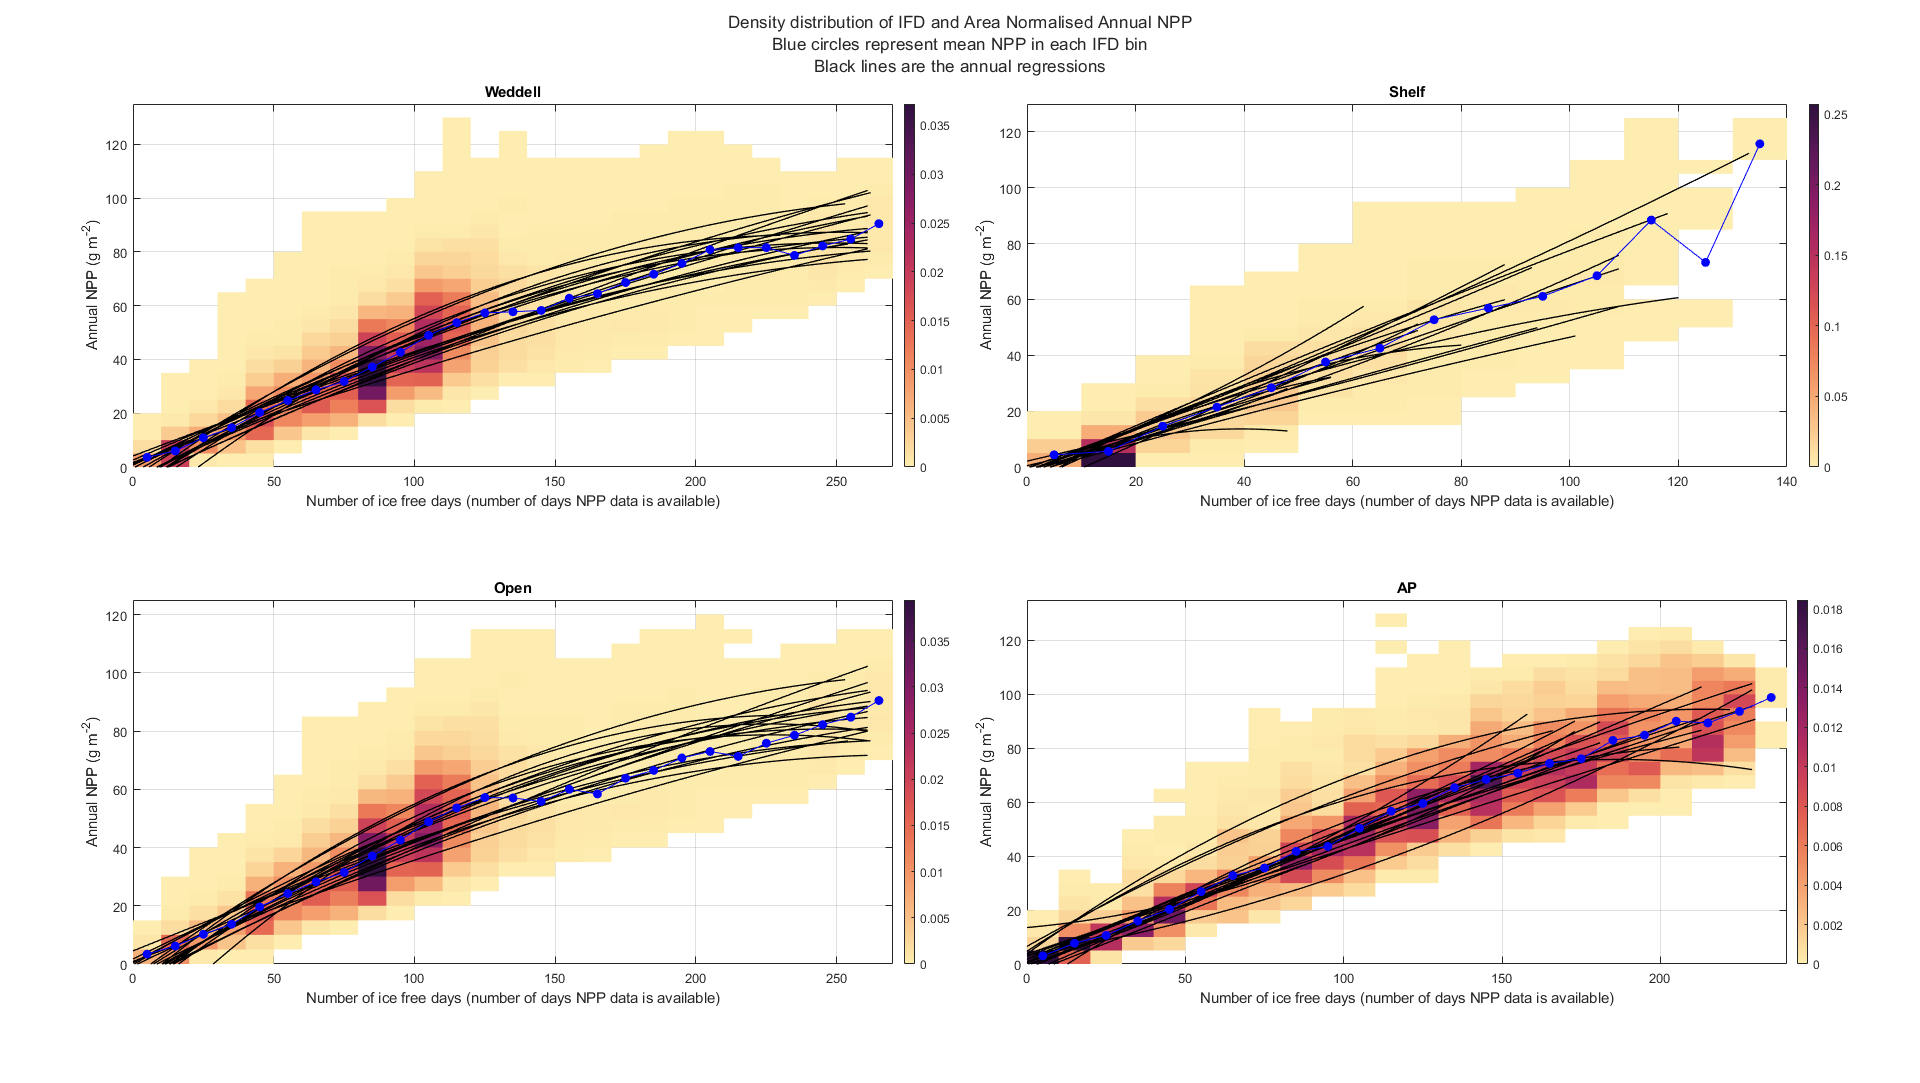 Density distribution of IFD and Area Normalised Annual NPP
Blue circles represent mean NPP in each IFD bin
Black lines are the annual regressions
Weddell
Annual NPP (g m-2)
0 20 40 60 80 100 120
0 50 100 150 200 250
Number of ice free days (number of days NPP data is available)
0 0.005 0.01 0.015 0.02 0.025 0.03 0.035
Shelf
Annual NPP (g m-2)
0 20 40 60 80 100 120
0 20 40 60 80 100 120 140
Number of ice free days (number of days NPP data is available)
0 0.05 0.1 0.15 0.2 0.25
Open
Annual NPP (g m-2)
0 20 40 60 80 100 120
0 50 100 150 200 250
Number of ice free days (number of days NPP data is available)
0 0.005 0.01 0.015 0.02 0.025 0.03 0.035
AP
Annual NPP (g m-2)
0 20 40 60 80 100 120
0 50 100 150 200
Number of ice free days (number of days NPP data is available)
0 0.002 0.004 0.006 0.008 0.01 0.012 0.014 0.016 0.018